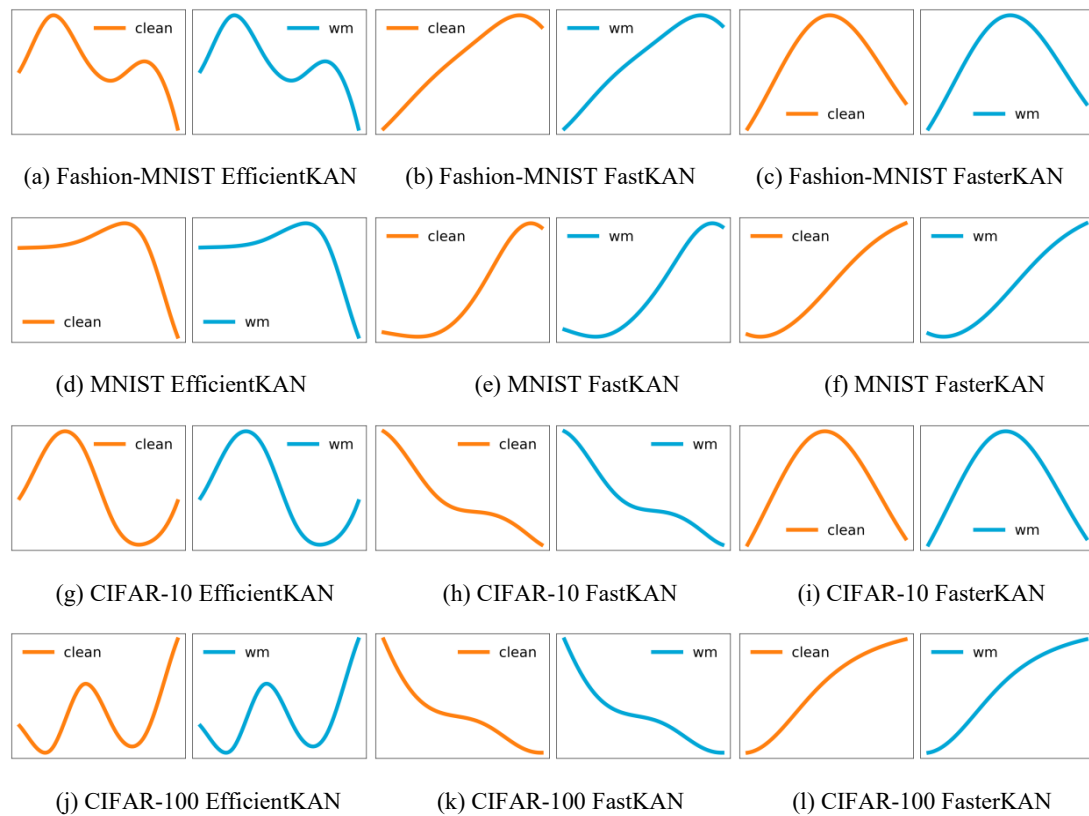 clean wm clean wm clean wm
(a) Fashion-MNIST EfficientKAN (b) Fashion-MNIST FastKAN (c) Fashion-MNIST FasterKAN
clean wm clean wm clean wm
(d) MNIST EfficientKAN (e) MNIST FastKAN (f) MNIST FasterKAN
clean wm clean wm clean wm
(g) CIFAR-10 EfficientKAN (h) CIFAR-10 FastKAN (i) CIFAR-10 FasterKAN
clean wm clean wm clean wm
(j) CIFAR-100 EfficientKAN (k) CIFAR-100 FastKAN (l) CIFAR-100 FasterKAN